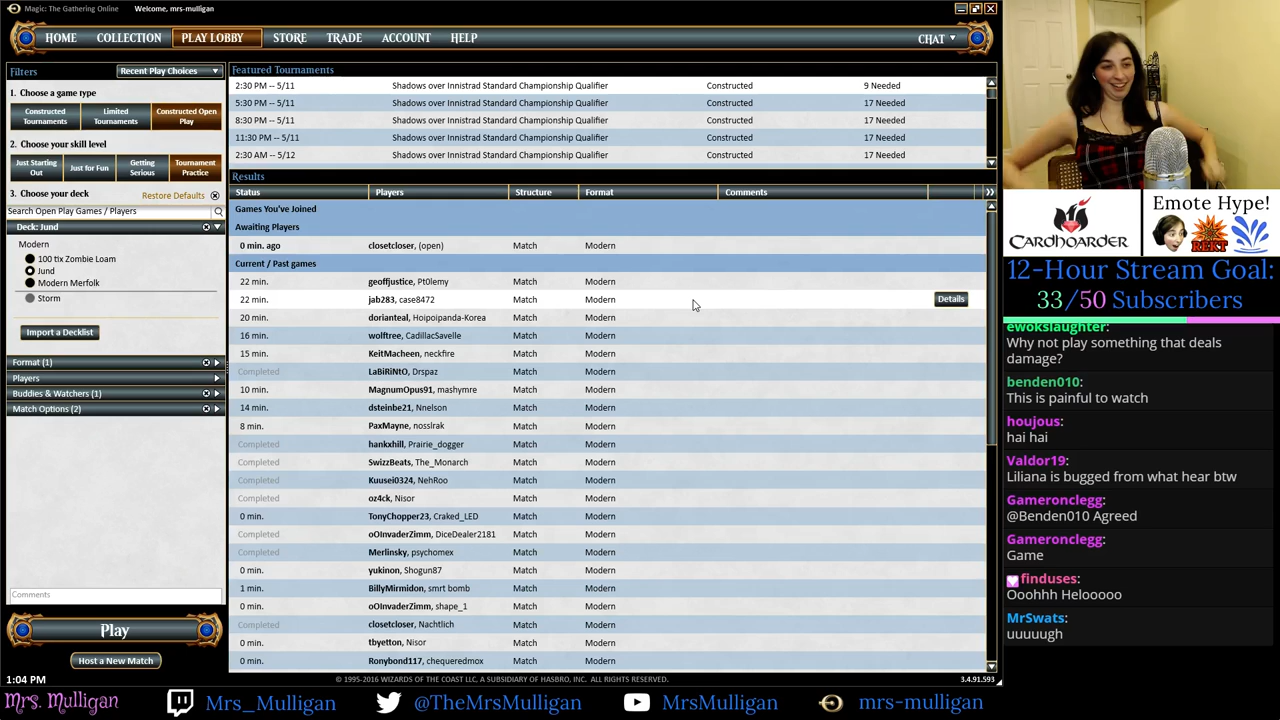 Magic: The Gathering Online Welcome, mrs-mulligan
HOME COLLECTION PLAY LOBBY STORE TRADE ACCOUNT HELP CHAT
Filters Recent Play Choices
1. Choose a game type
Constructed Tournaments Limited Tournaments Constructed Open Play
2. Choose your skill level
Just Starting Out Just for Fun Getting Serious Tournament Practice
3. Choose your deck Restore Defaults
Search Open Play Games / Players
Deck: Jund
Modern
100 tix Zombie Loam
Jund
Modern Merfolk
Storm
Import a Decklist
Format (1)
Players
Buddies & Watchers (1)
Match Options (2)
Comments
Play
Host a New Match
1:04 PM
Featured Tournaments
2:30 PM -- 5/11 Shadows over Innistrad Standard Championship Qualifier Constructed 9 Needed
5:30 PM -- 5/11 Shadows over Innistrad Standard Championship Qualifier Constructed 17 Needed
8:30 PM -- 5/11 Shadows over Innistrad Standard Championship Qualifier Constructed 17 Needed
11:30 PM -- 5/11 Shadows over Innistrad Standard Championship Qualifier Constructed 17 Needed
2:30 AM -- 5/12 Shadows over Innistrad Standard Championship Qualifier Constructed 17 Needed
Results
Status Players Structure Format Comments
Games You've Joined
Awaiting Players
0 min. ago closetcloser, (open) Match Modern
Current / Past games
22 min. geoffjustice, Pt0lemy Match Modern
22 min. jab283, case8472 Match Modern Details
20 min. dorianteal, Hoipoipanda-Korea Match Modern
16 min. wolftree, CadillacSavelle Match Modern
15 min. KeitMacheen, neckfire Match Modern
Completed LaBiRiNtO, Drspaz Match Modern
10 min. MagnumOpus91, mashymre Match Modern
14 min. dsteinbe21, Nnelson Match Modern
8 min. PaxMayne, nosslrak Match Modern
Completed hankxhill, Prairie_dogger Match Modern
Completed SwizzBeats, The_Monarch Match Modern
Completed Kuusei0324, NehRoo Match Modern
Completed oz4ck, Nisor Match Modern
0 min. TonyChopper23, Craked_LED Match Modern
Completed oOInvaderZimm, DiceDealer2181 Match Modern
Completed Merlinsky, psychomex Match Modern
0 min. yukinon, Shogun87 Match Modern
1 min. BillyMirmidon, smrt bomb Match Modern
0 min. oOInvaderZimm, shape_1 Match Modern
Completed closetcloser, Nachtlich Match Modern
0 min. tbyetton, Nisor Match Modern
0 min. Ronybond117, chequeredmox Match Modern
© 1995-2016 WIZARDS OF THE COAST LLC, A SUBSIDIARY OF HASBRO, INC. ALL RIGHTS RESERVED. 3.4.91.593
CARDHOARDER
Emote Hype!
REKT
12-Hour Stream Goal:
33/50 Subscribers
ewokslaughter:
Why not play something that deals
damage?
benden010:
This is painful to watch
houjous:
hai hai
Valdor19:
Liliana is bugged from what hear btw
Gameronclegg:
@Benden010 Agreed
Gameronclegg:
Game
finduses:
Ooohhh Helooooo
MrSwats:
uuuuugh
Mrs. Mulligan Mrs_Mulligan @TheMrsMulligan MrsMulligan mrs-mulligan